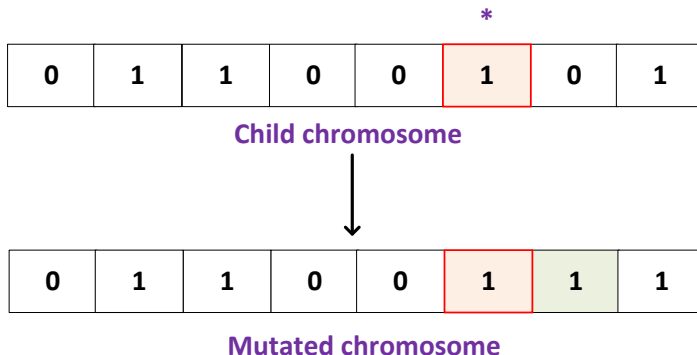 *
0 1 1 0 0 1 0 1
Child chromosome
0 1 1 0 0 1 1 1
Mutated chromosome